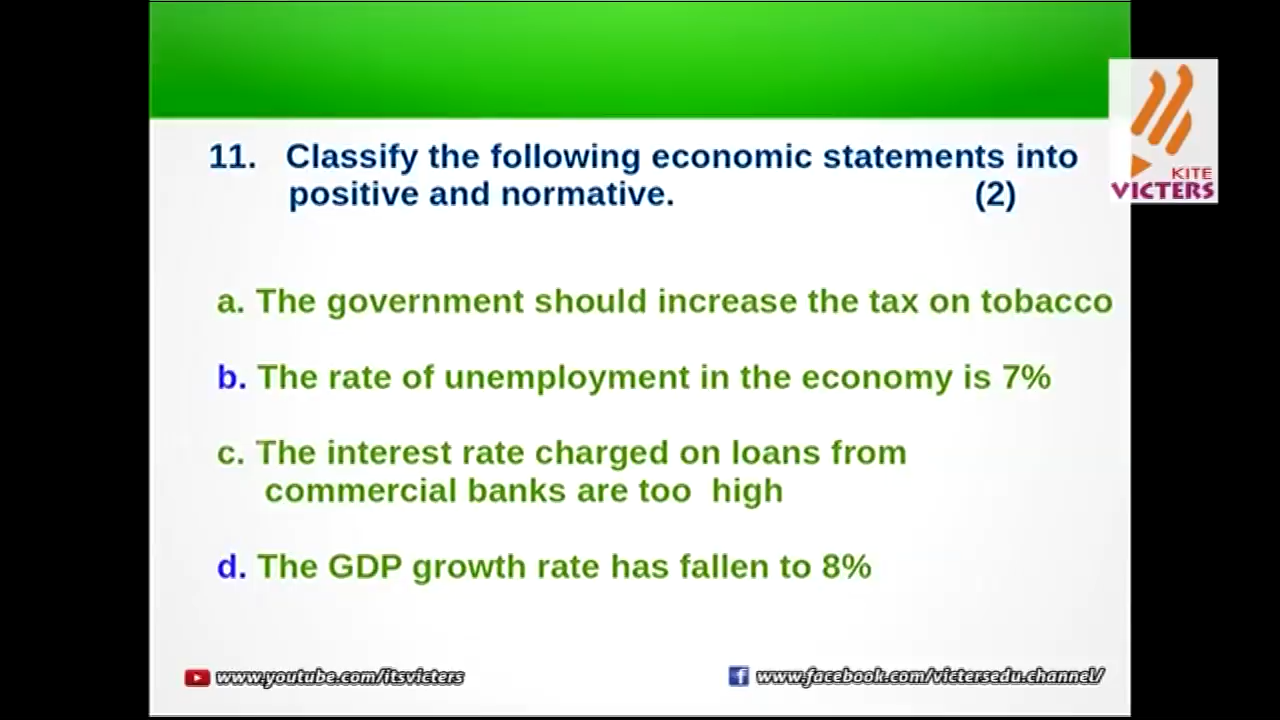 11. Classify the following economic statements into
positive and normative. (2)
KITE
VICTERS
a. The government should increase the tax on tobacco
b. The rate of unemployment in the economy is 7%
c. The interest rate charged on loans from
commercial banks are too high
d. The GDP growth rate has fallen to 8%
www.youtube.com/itsvicters
www.facebook.com/victersedu.channel/